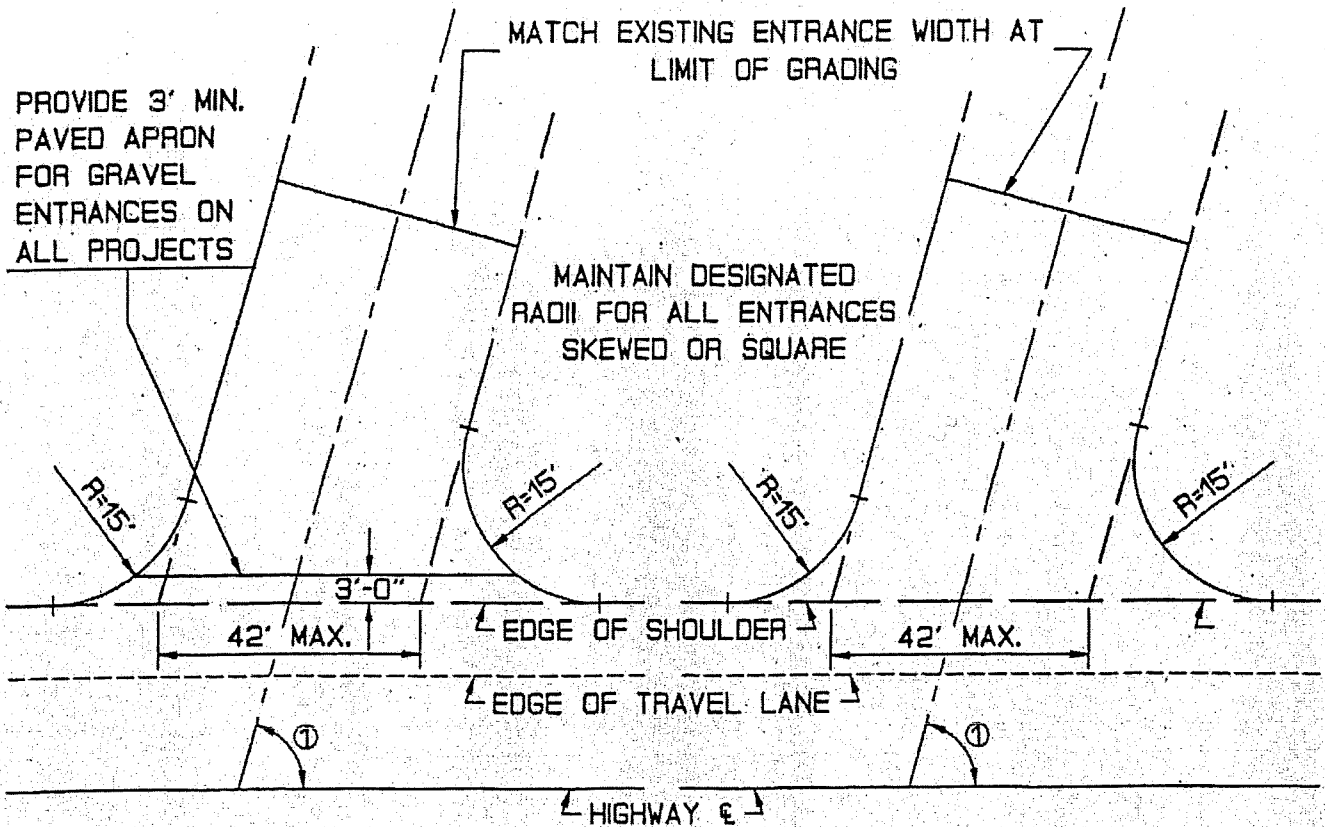 MATCH EXISTING ENTRANCE WIDTH AT
LIMIT OF GRADING
PROVIDE 3' MIN.
PAVED APRON
FOR GRAVEL
ENTRANCES ON
ALL PROJECTS
MAINTAIN DESIGNATED
RADII FOR ALL ENTRANCES
SKEWED OR SQUARE
R=15'
R=15'
R=15'
R=15'
3'-0"
EDGE OF SHOULDER
42' MAX.
42' MAX.
EDGE OF TRAVEL LANE
①
①
HIGHWAY ℄